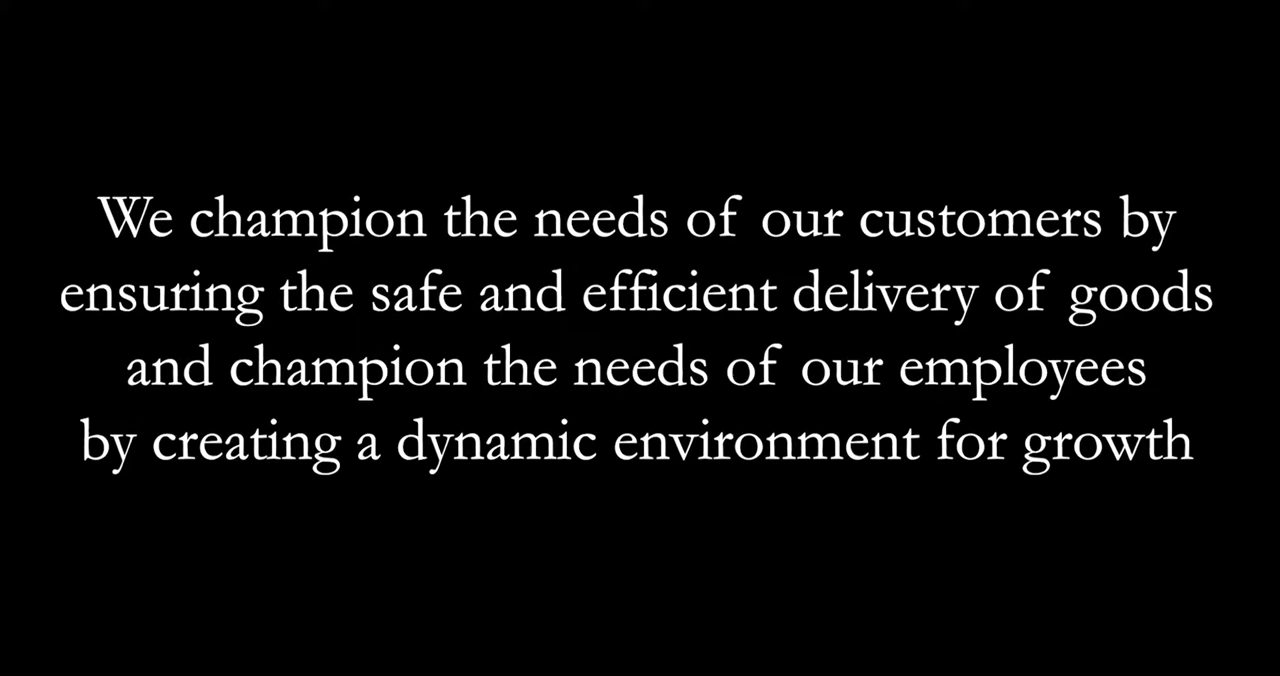 We champion the needs of our customers by
ensuring the safe and efficient delivery of goods
and champion the needs of our employees
by creating a dynamic environment for growth